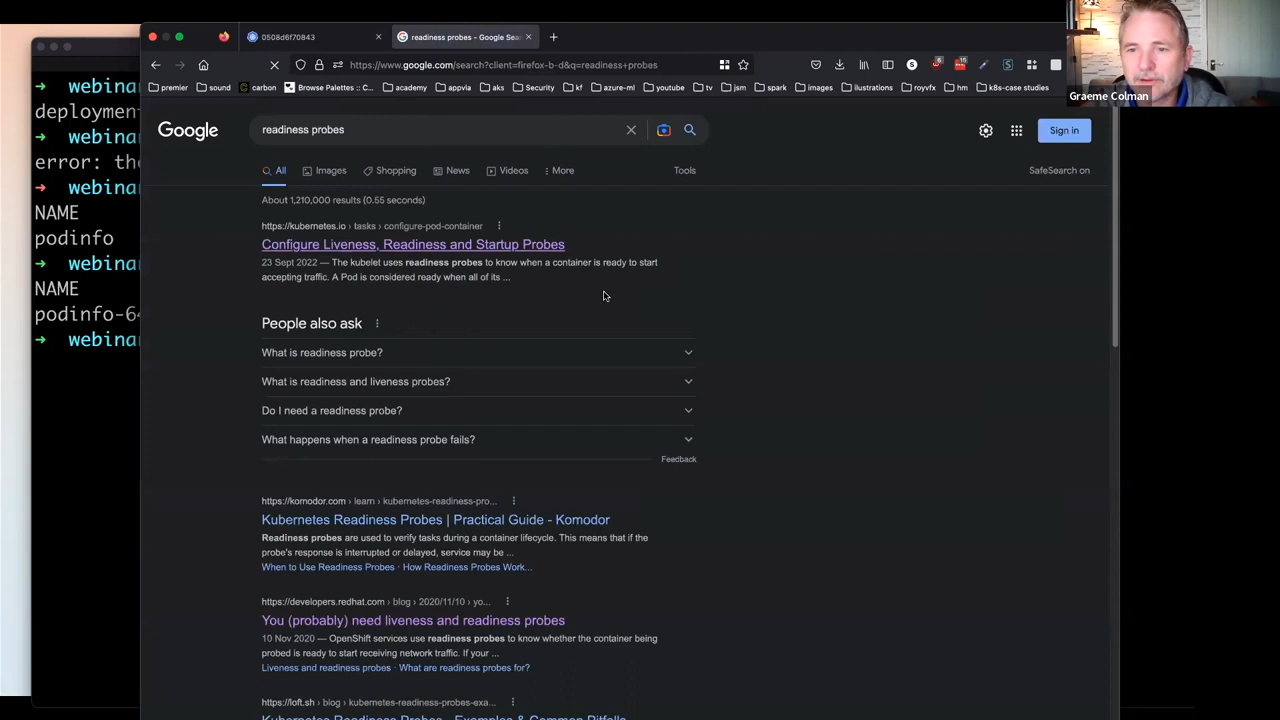 ➜ webinar
deployment
➜ webinar
error: the
➜ webinar
NAME
podinfo
➜ webinar
NAME
podinfo-64
➜ webinar
0508d6f70843
readiness probes - Google Sea
https://www.google.com/search?client=firefox-b-d&q=readiness+probes
premier sound carbon Browse Palettes :: C... academy appvia aks Security kf azure-ml youtube tv jsm spark images illustrations royvfx hm k8s-case studies
Graeme Colman
Google
readiness probes
Sign in
All Images Shopping News Videos More Tools SafeSearch on
About 1,210,000 results (0.55 seconds)
https://kubernetes.io › tasks › configure-pod-container
Configure Liveness, Readiness and Startup Probes
23 Sept 2022 — The kubelet uses readiness probes to know when a container is ready to start
accepting traffic. A Pod is considered ready when all of its ...
People also ask
What is readiness probe?
What is readiness and liveness probes?
Do I need a readiness probe?
What happens when a readiness probe fails?
Feedback
https://komodor.com › learn › kubernetes-readiness-pro...
Kubernetes Readiness Probes | Practical Guide - Komodor
Readiness probes are used to verify tasks during a container lifecycle. This means that if the
probe's response is interrupted or delayed, service may be ...
When to Use Readiness Probes · How Readiness Probes Work...
https://developers.redhat.com › blog › 2020/11/10 › yo...
You (probably) need liveness and readiness probes
10 Nov 2020 — OpenShift services use readiness probes to know whether the container being
probed is ready to start receiving network traffic. If your ...
Liveness and readiness probes · What are readiness probes for?
https://loft.sh › blog › kubernetes-readiness-probes-exa...
Kubernetes Readiness Probes - Examples & Common Pitfalls